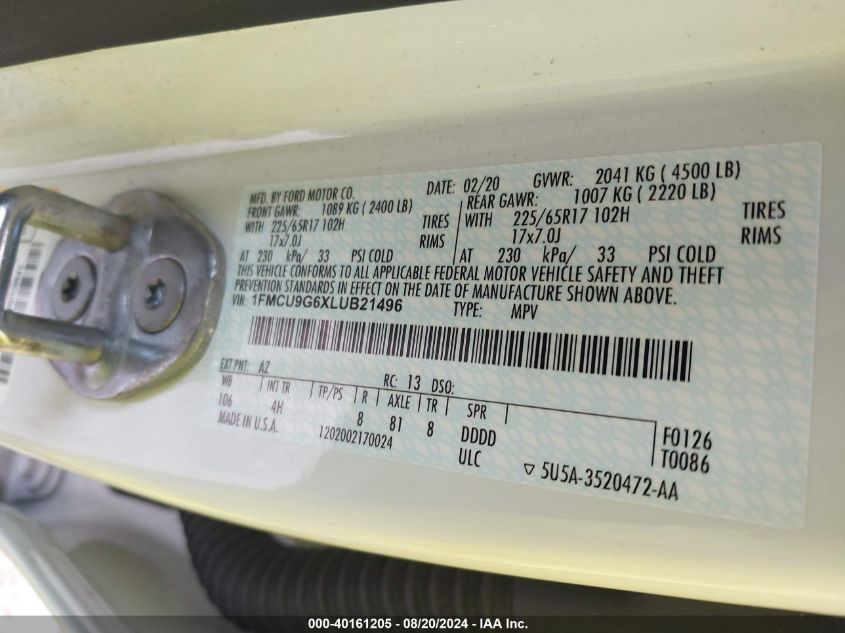 MFD. BY FORD MOTOR CO. DATE: 02/20 GVWR: 2041 KG ( 4500 LB)
FRONT GAWR: 1089 KG ( 2400 LB) REAR GAWR: 1007 KG ( 2220 LB)
WITH 225/65R17 102H TIRES WITH 225/65R17 102H TIRES
17x7.0J RIMS 17x7.0J RIMS
AT 230 kPa/ 33 PSI COLD AT 230 kPa/ 33 PSI COLD
THIS VEHICLE CONFORMS TO ALL APPLICABLE FEDERAL MOTOR VEHICLE SAFETY AND THEFT
PREVENTION STANDARDS IN EFFECT ON THE DATE OF MANUFACTURE SHOWN ABOVE.
VIN: 1FMCU9G6XLUB21496 TYPE: MPV
EXT PNT: AZ RC: 13 DSO:
WB INT TR TP/PS R AXLE TR SPR
106 4H 8 81 8 DDDD F0126
MADE IN U.S.A. 1202002170024 ULC T0086
▽ 5U5A-3520472-AA
000-40161205 - 08/20/2024 - IAA Inc.